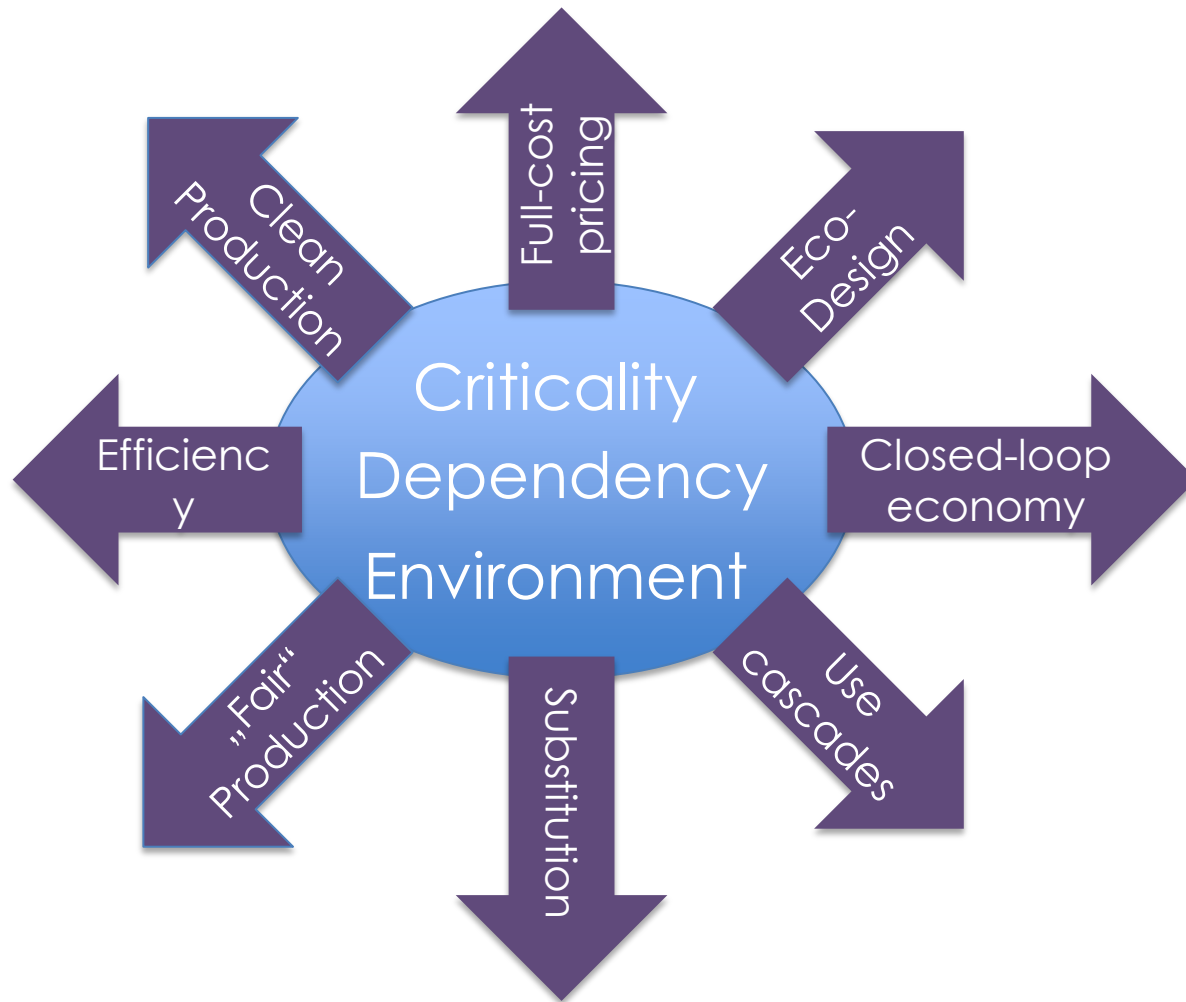 Full-cost
pricing
Eco-
Design
Closed-loop
economy
Use
cascades
Substitution
„Fair“
Production
Efficienc
y
Clean
Production
Criticality
Dependency
Environment